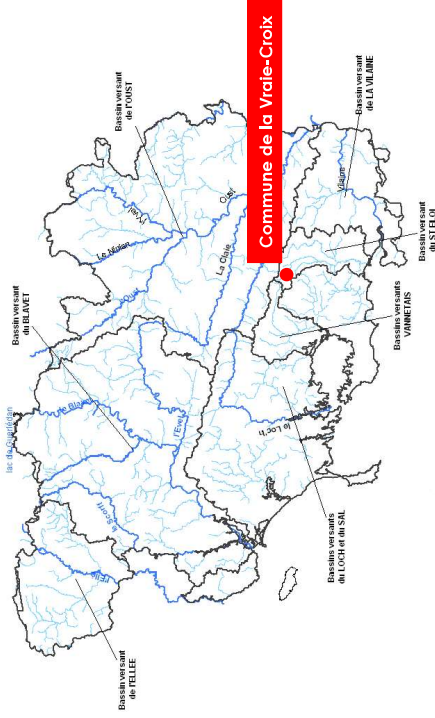 Commune de la Vraie-Croix
Bassin versant
de l'OUST
Bassin versant
de LA VILAINE
Bassin versant
du BLAVET
Bassin versant
du ST ELOI
Bassins versants
VANNETAIS
Bassins versants
du LOCH et du SAL
Bassin versant
de l'ELLEE
lac de Guerlédan
Yvel
Le Ninian
Oust
Oust
La Claie
Vilaine
le Blavet
l'Evel
le Loc'h
le Scorff